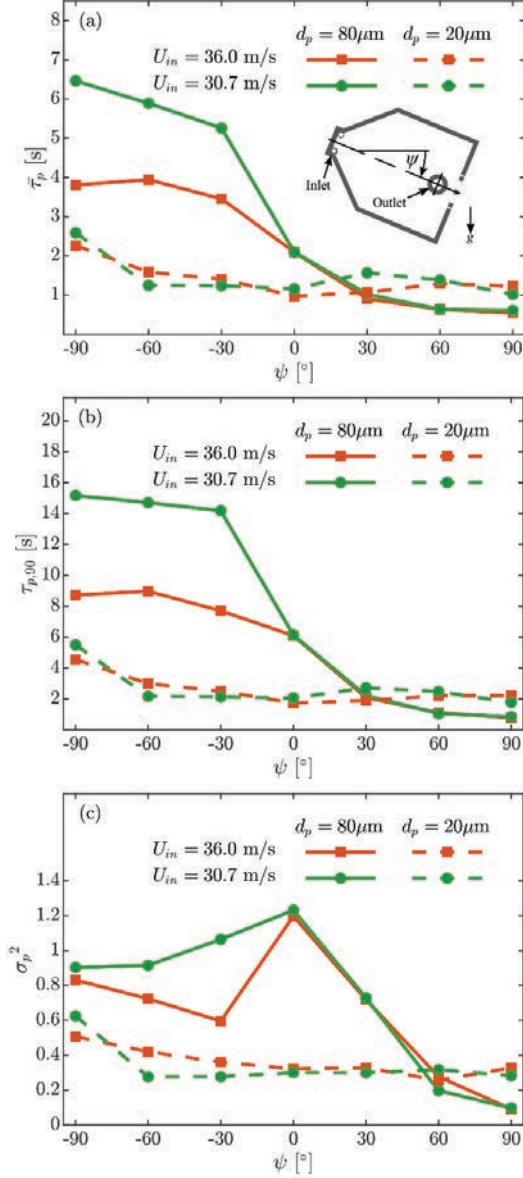 (a)
d_p = 80μm d_p = 20μm
U_in = 36.0 m/s
U_in = 30.7 m/s
Inlet
ψ
Outlet
g
τ̄_p [s]
8
7
6
5
4
3
2
1
-90 -60 -30 0 30 60 90
ψ [°]
(b)
d_p = 80μm d_p = 20μm
U_in = 36.0 m/s
U_in = 30.7 m/s
τ_p,90 [s]
20
18
16
14
12
10
8
6
4
2
-90 -60 -30 0 30 60 90
ψ [°]
(c)
d_p = 80μm d_p = 20μm
U_in = 36.0 m/s
U_in = 30.7 m/s
σ_p²
1.4
1.2
1
0.8
0.6
0.4
0.2
0
-90 -60 -30 0 30 60 90
ψ [°]